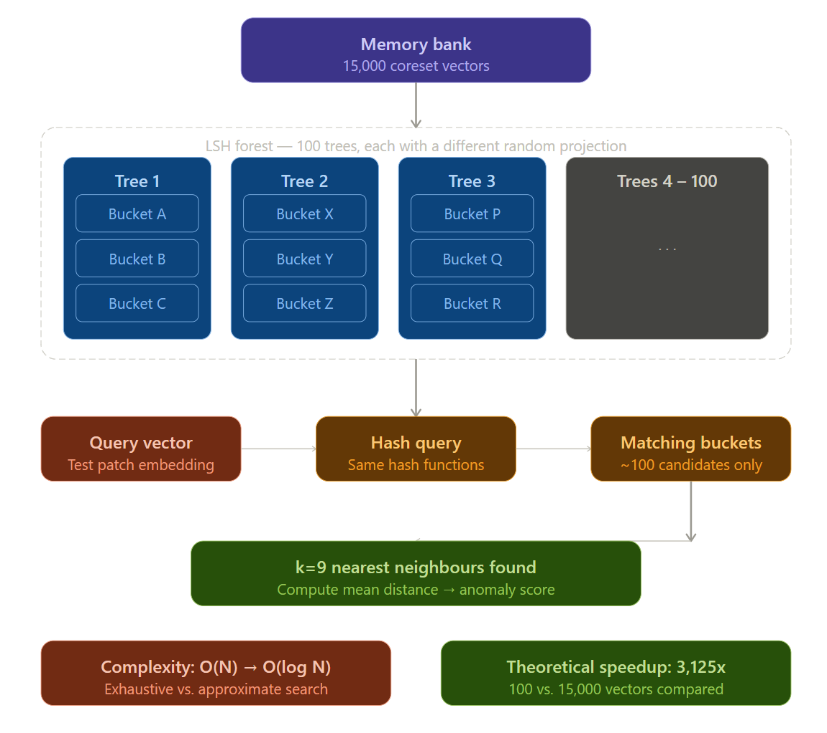 Memory bank
15,000 coreset vectors
LSH forest — 100 trees, each with a different random projection
Tree 1
Bucket A
Bucket B
Bucket C
Tree 2
Bucket X
Bucket Y
Bucket Z
Tree 3
Bucket P
Bucket Q
Bucket R
Trees 4 – 100
...
Query vector
Test patch embedding
Hash query
Same hash functions
Matching buckets
~100 candidates only
k=9 nearest neighbours found
Compute mean distance → anomaly score
Complexity: O(N) → O(log N)
Exhaustive vs. approximate search
Theoretical speedup: 3,125x
100 vs. 15,000 vectors compared